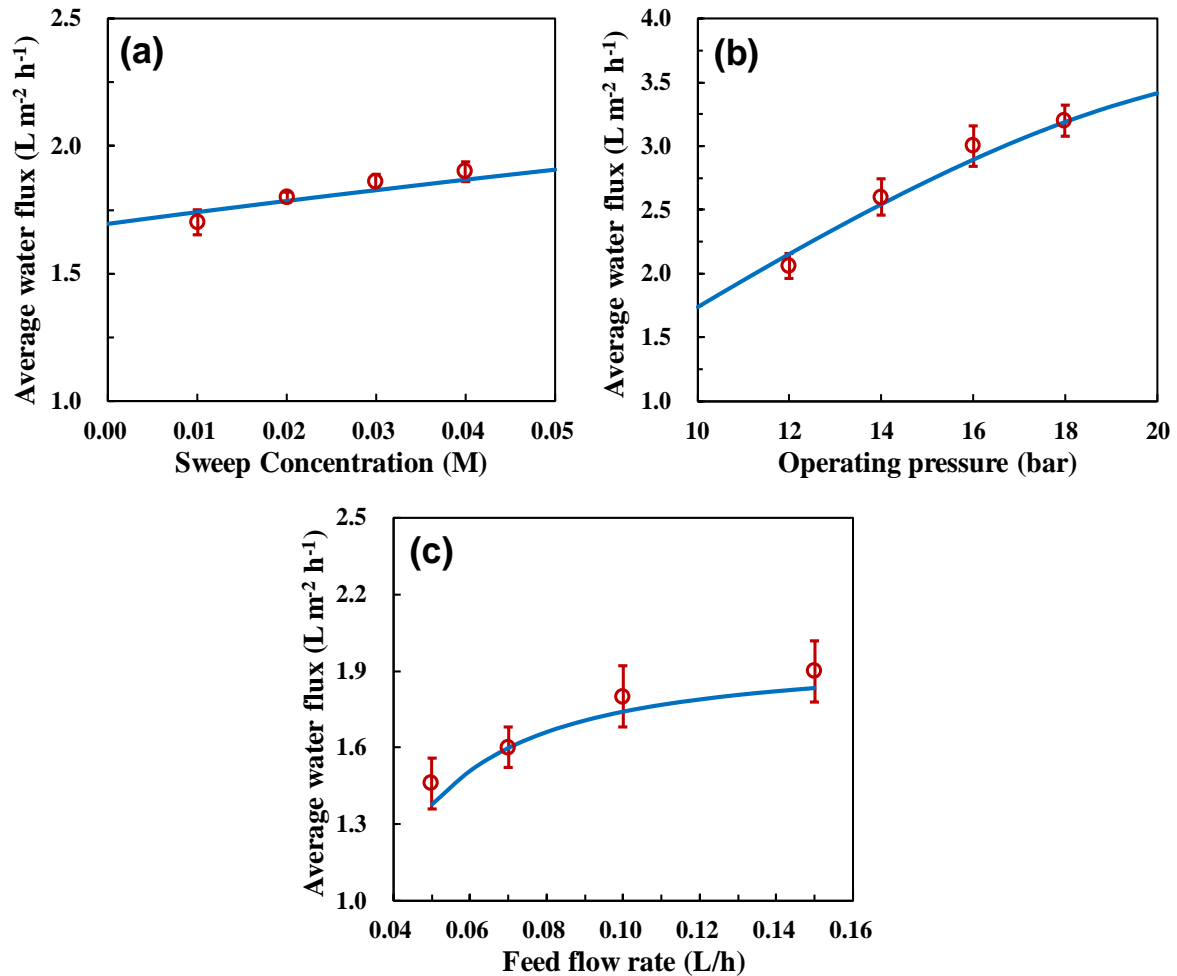 (a)
Average water flux (L m-2 h-1)
2.5
2.0
1.5
1.0
0.00 0.01 0.02 0.03 0.04 0.05
Sweep Concentration (M)
(b)
Average water flux (L m-2 h-1)
4.0
3.5
3.0
2.5
2.0
1.5
1.0
10 12 14 16 18 20
Operating pressure (bar)
(c)
Average water flux (L m-2 h-1)
2.5
2.2
1.9
1.6
1.3
1.0
0.04 0.06 0.08 0.10 0.12 0.14 0.16
Feed flow rate (L/h)